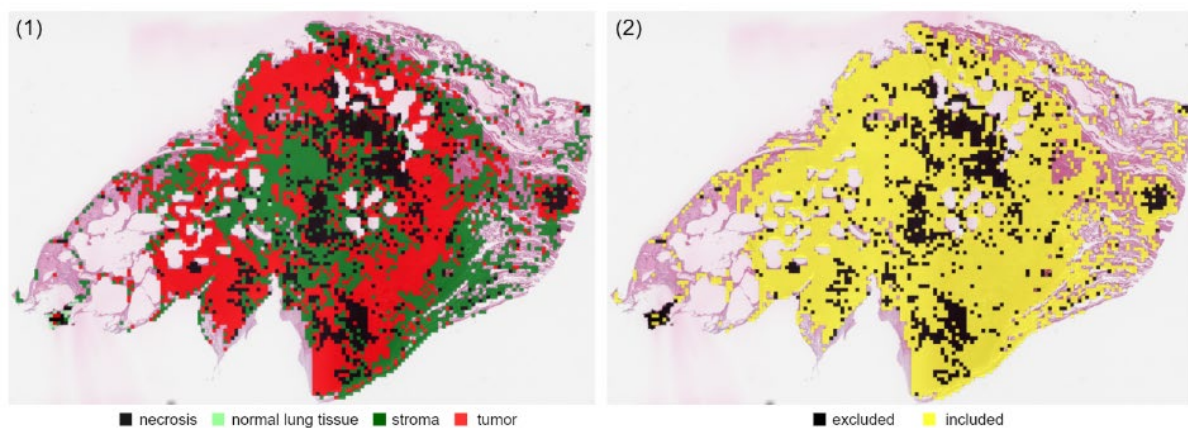 (1)
(2)
necrosis normal lung tissue stroma tumor
excluded included